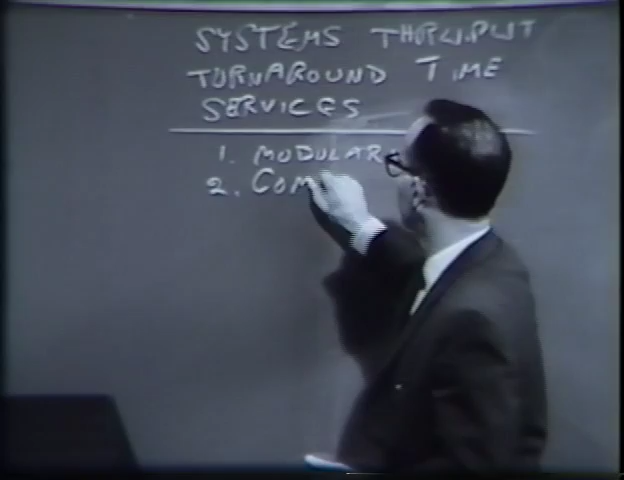 SYSTEMS THRUPUT
TURNAROUND TIME
SERVICES
1. MODULAR
2. COM